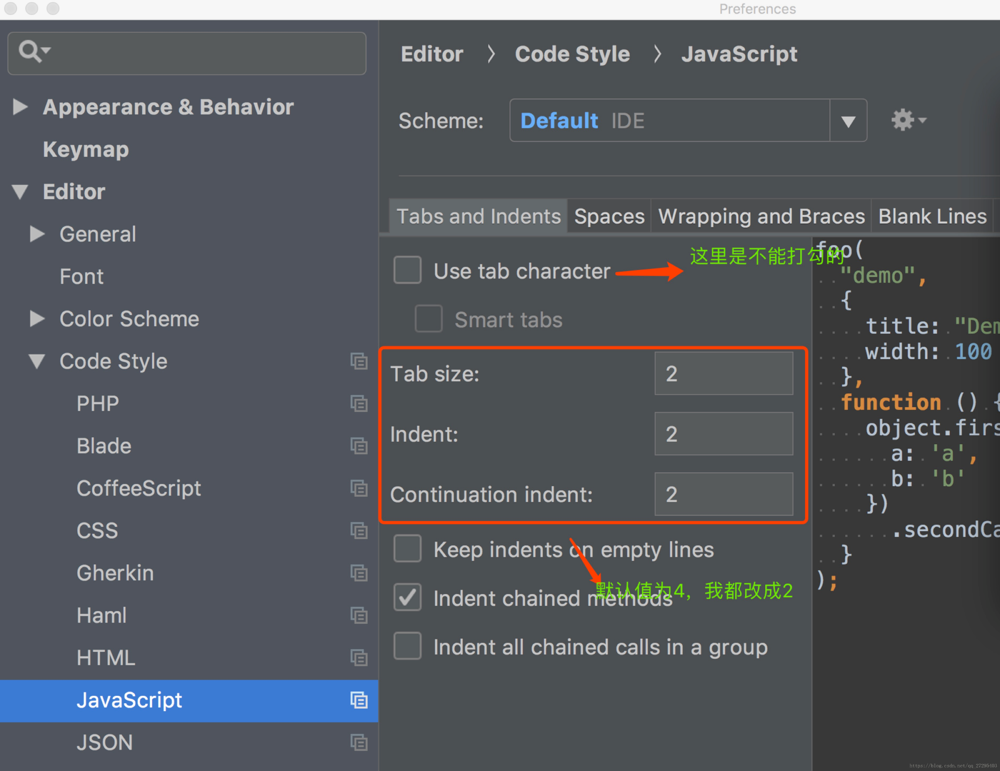 Preferences
Editor > Code Style > JavaScript
Scheme: Default IDE
Appearance & Behavior
Keymap
Editor
General
Font
Color Scheme
Code Style
PHP
Blade
CoffeeScript
CSS
Gherkin
Haml
HTML
JavaScript
JSON
Tabs and Indents Spaces Wrapping and Braces Blank Lines
Use tab character
这里是不能打勾的
Smart tabs
Tab size: 2
Indent: 2
Continuation indent: 2
Keep indents on empty lines
默认值为4，我都改成2
Indent chained methods
Indent all chained calls in a group
foo(
"demo",
{
title: "Dem
width: 100
},
function () {
object.firs
a: 'a',
b: 'b'
})
.secondCa
}
);
https://blog.csdn.net/qq_27295403